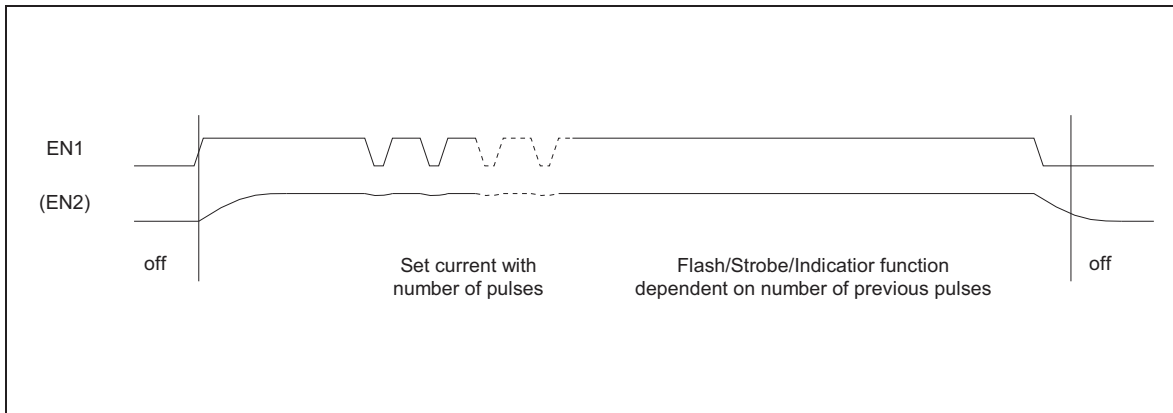 EN1
(EN2)
off
Set current with
number of pulses
Flash/Strobe/Indicatior function
dependent on number of previous pulses
off